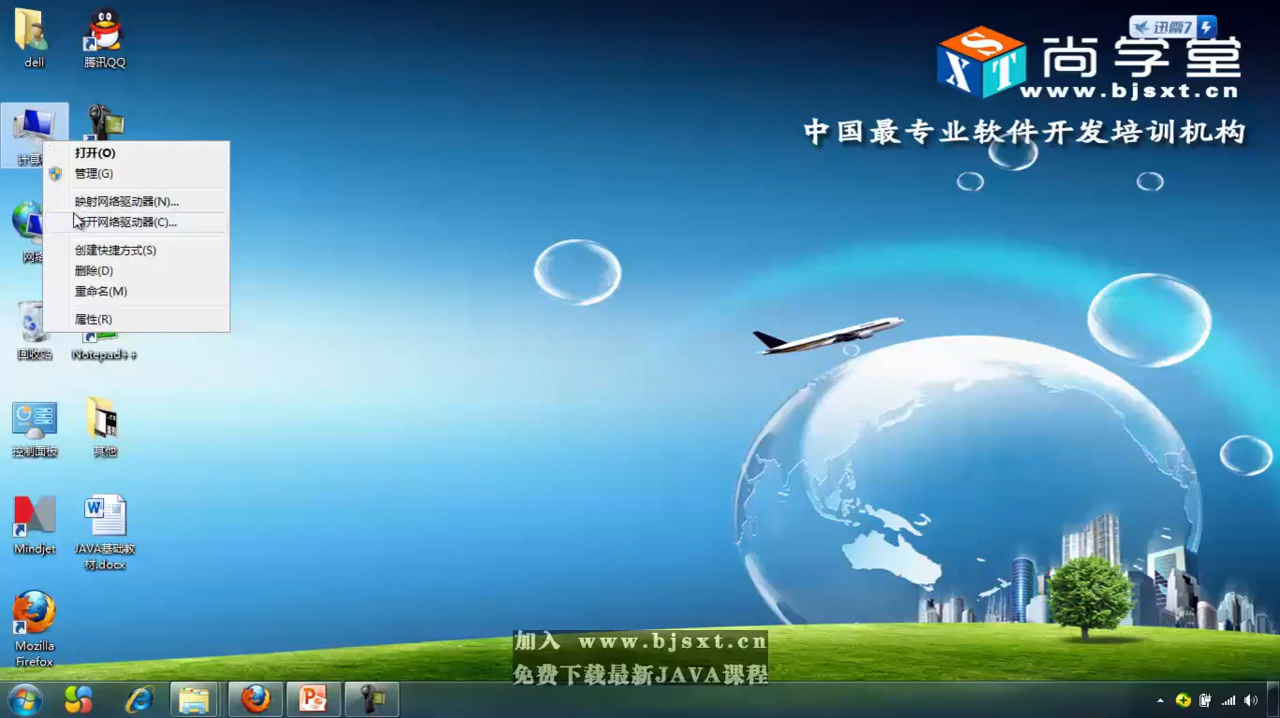 迅雷7
SXT
尚学堂
www.bjsxt.cn
中国最专业软件开发培训机构
dell
腾讯QQ
打开(O)
管理(G)
映射网络驱动器(N)...
开网络驱动器(C)...
创建快捷方式(S)
删除(D)
重命名(M)
属性(R)
回收站
Notepad++
控制面板
其他
Mindjet
JAVA基础教
材.docx
Mozilla
Firefox
加入 www.bjsxt.cn
免费下载最新JAVA课程